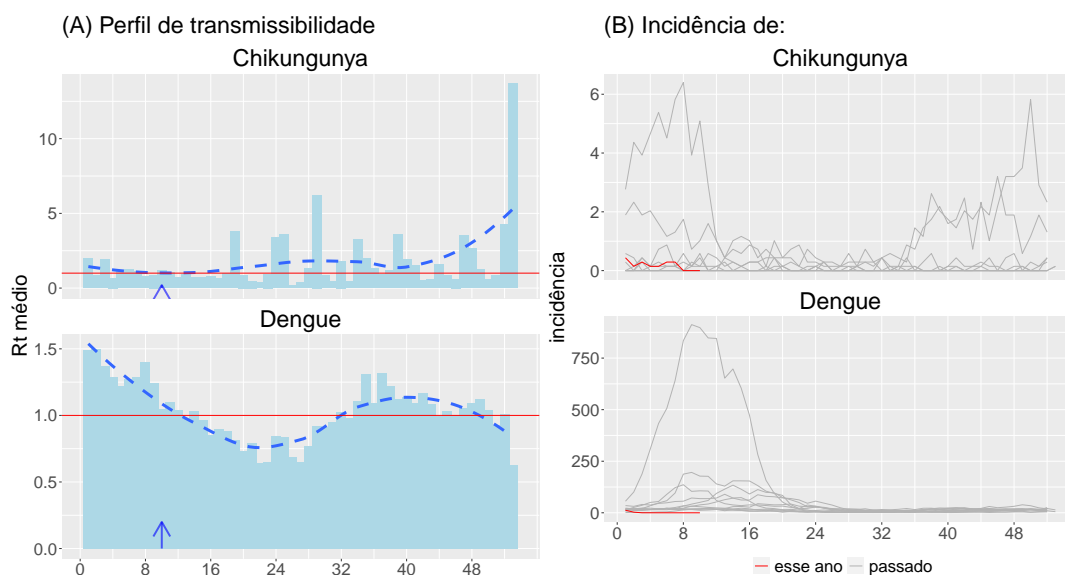 (A) Perfil de transmissibilidade
Chikungunya
10
5
0
Dengue
1.5
1.0
0.5
0.0
0 8 16 24 32 40 48
Rt médio
(B) Incidência de:
Chikungunya
6
4
2
0
Dengue
750
500
250
0
0 8 16 24 32 40 48
incidência
esse ano passado